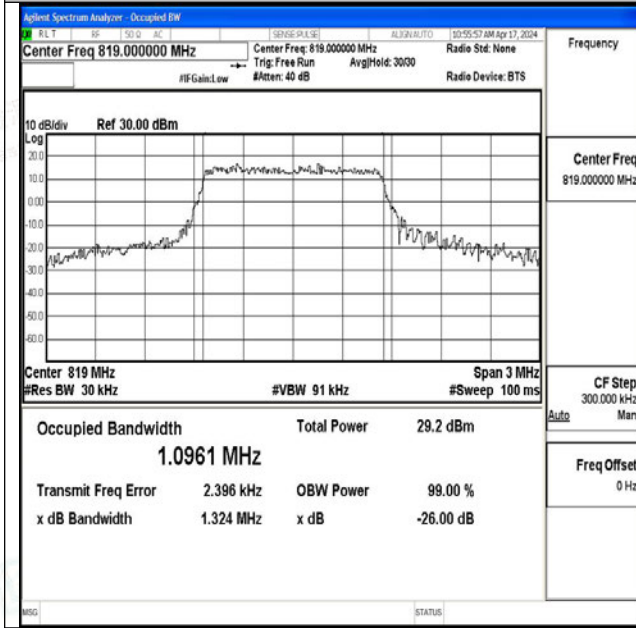 Agilent Spectrum Analyzer - Occupied BW
RL T RF 50 Ω AC SENSE:PULSE ALIGN AUTO 10:55:57 AM Apr 17, 2024
Center Freq 819.000000 MHz
Center Freq: 819.000000 MHz
Radio Std: None
Trig: Free Run Avg|Hold: 30/30
#IFGain:Low #Atten: 40 dB
Radio Device: BTS
10 dB/div Ref 30.00 dBm
Log
20.0
10.0
0.00
-10.0
-20.0
-30.0
-40.0
-50.0
-60.0
Center 819 MHz Span 3 MHz
#Res BW 30 kHz #VBW 91 kHz #Sweep 100 ms
Occupied Bandwidth Total Power 29.2 dBm
1.0961 MHz
Transmit Freq Error 2.396 kHz OBW Power 99.00 %
x dB Bandwidth 1.324 MHz x dB -26.00 dB
MSG STATUS
Frequency
Center Freq
819.000000 MHz
CF Step
300.000 kHz
Auto Man
Freq Offset
0 Hz